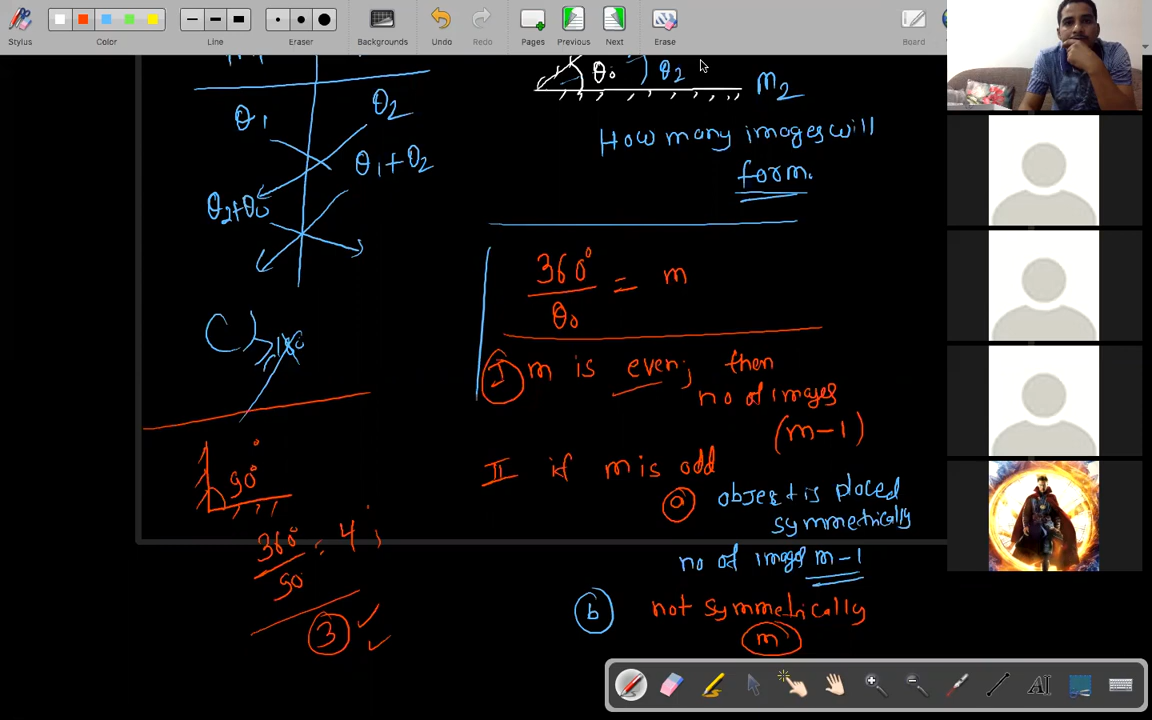 Stylus
Color
Line
Eraser
Backgrounds
Undo
Redo
Pages
Previous
Next
Erase
Board
θ1
θ2
θ1+θ2
θ2+θ0
180
90°
360° = 4 ;
90
3
θ0
θ2
m2
How many images will
form.
360° = m
θ0
I m is even; then
no of images
(m-1)
II if m is odd
a object is placed
symmetrically
no of images m-1
b not symmetrically
m
AI